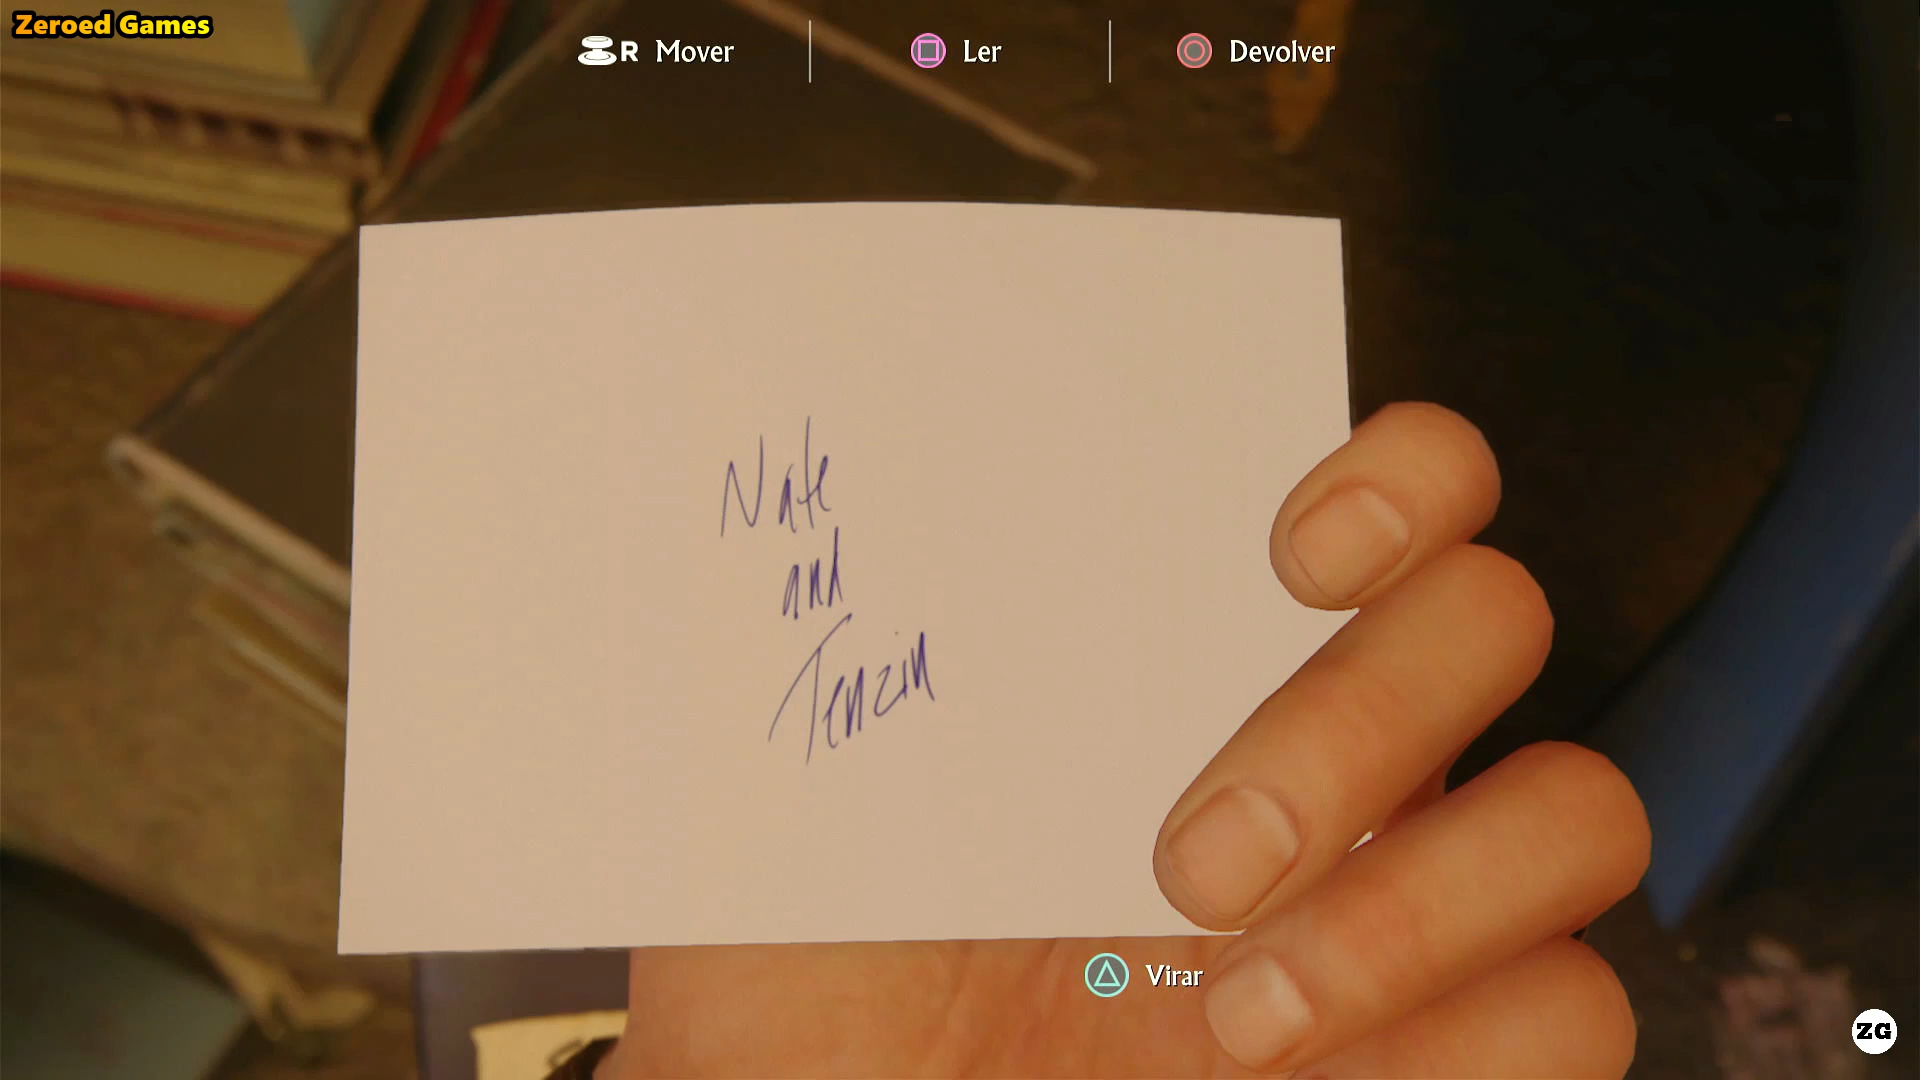 Zeroed Games
R Mover
Ler
Devolver
Nate
and
Tenzin
Virar
ZG